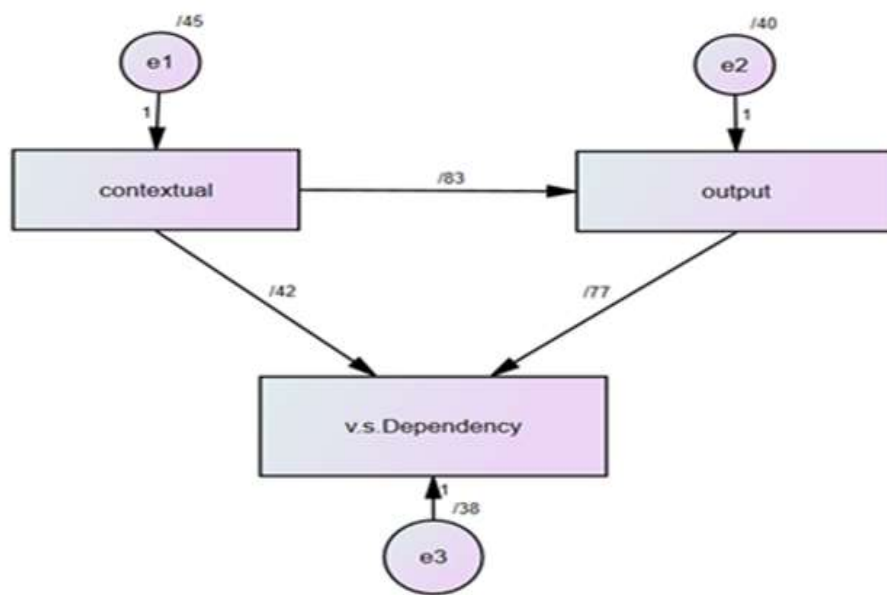 /45
/40
e1
e2
1
1
contextual
/83
output
/42
/77
v.s.Dependency
1
/38
e3